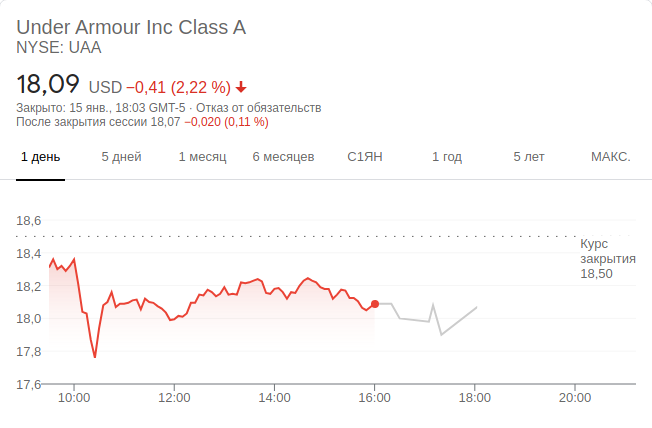 Under Armour Inc Class A
NYSE: UAA
18,09 USD −0,41 (2,22 %)
Закрыто: 15 янв., 18:03 GMT-5 · Отказ от обязательств
После закрытия сессии 18,07 −0,020 (0,11 %)
1 день 5 дней 1 месяц 6 месяцев С1ЯН 1 год 5 лет МАКС.
18,6
Курс
закрытия
18,50
18,4
18,2
18,0
17,8
17,6
10:00 12:00 14:00 16:00 18:00 20:00